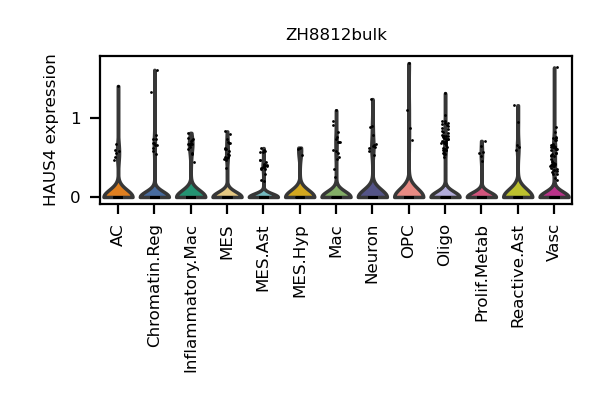 ZH8812bulk
HAUS4 expression
1
0
AC
Chromatin.Reg
Inflammatory.Mac
MES
MES.Ast
MES.Hyp
Mac
Neuron
OPC
Oligo
Prolif.Metab
Reactive.Ast
Vasc